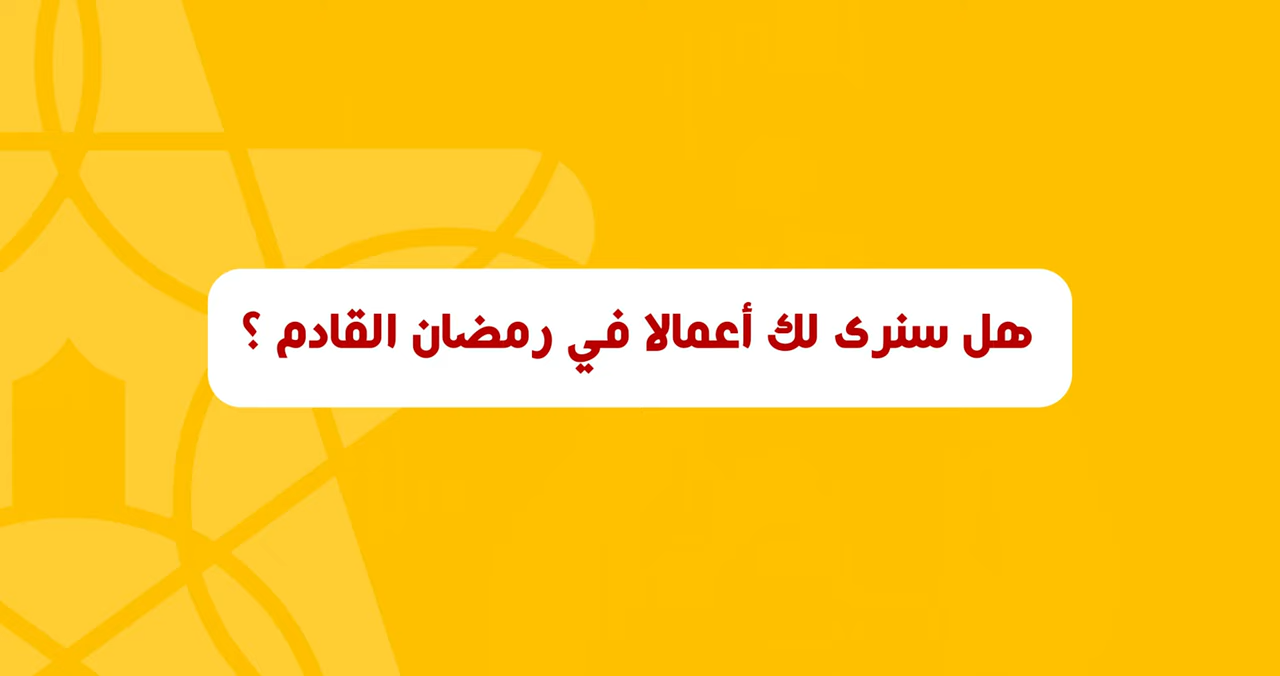 هل سنرى لك أعمالا في رمضان القادم ؟